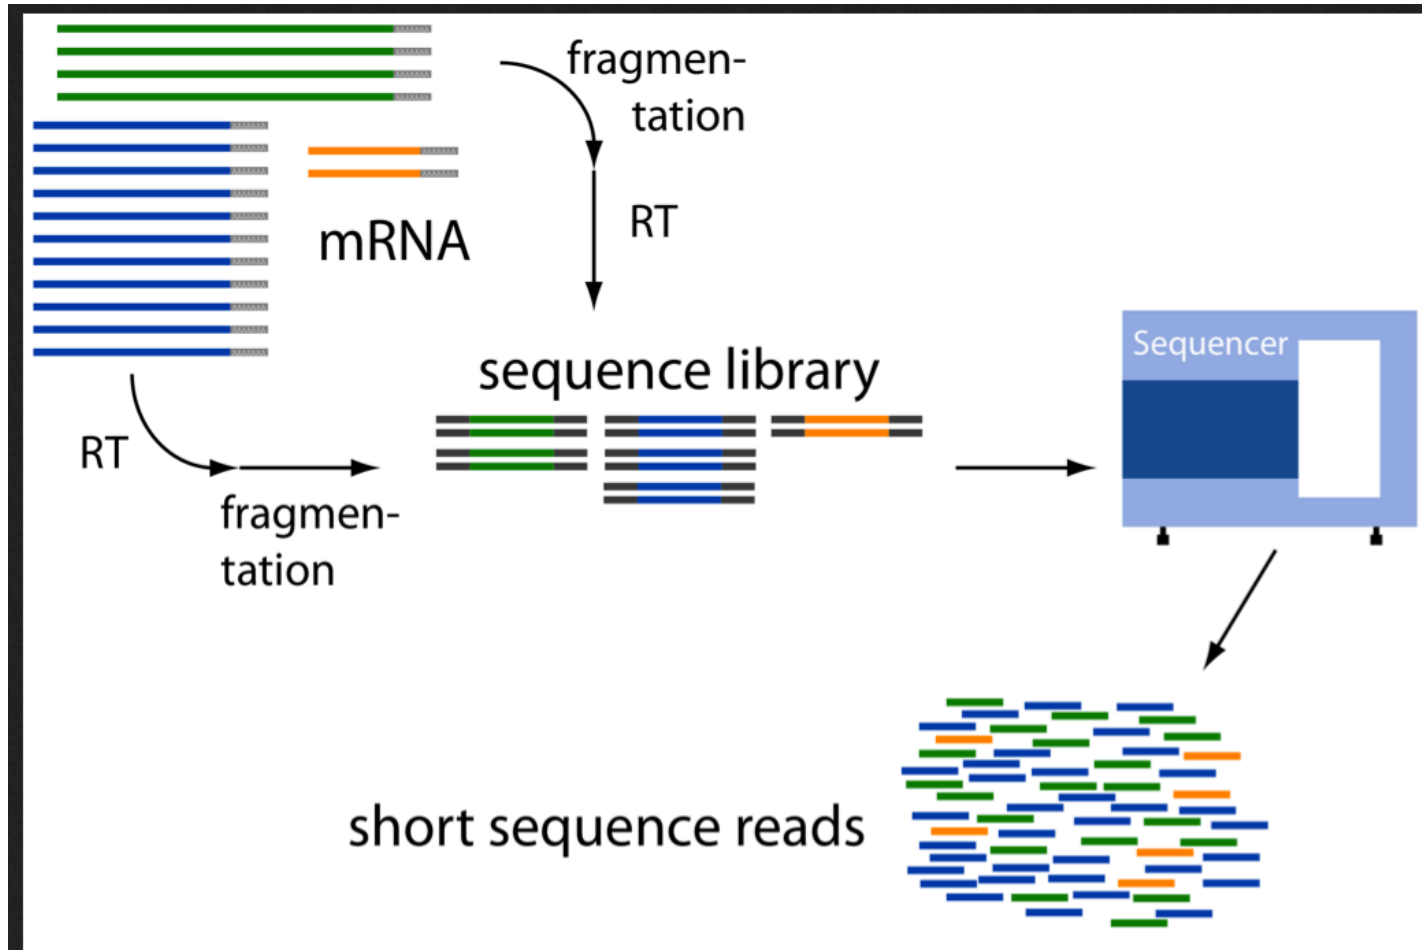 fragmen-
tation
mRNA
RT
sequence library
Sequencer
RT
fragmen-
tation
short sequence reads